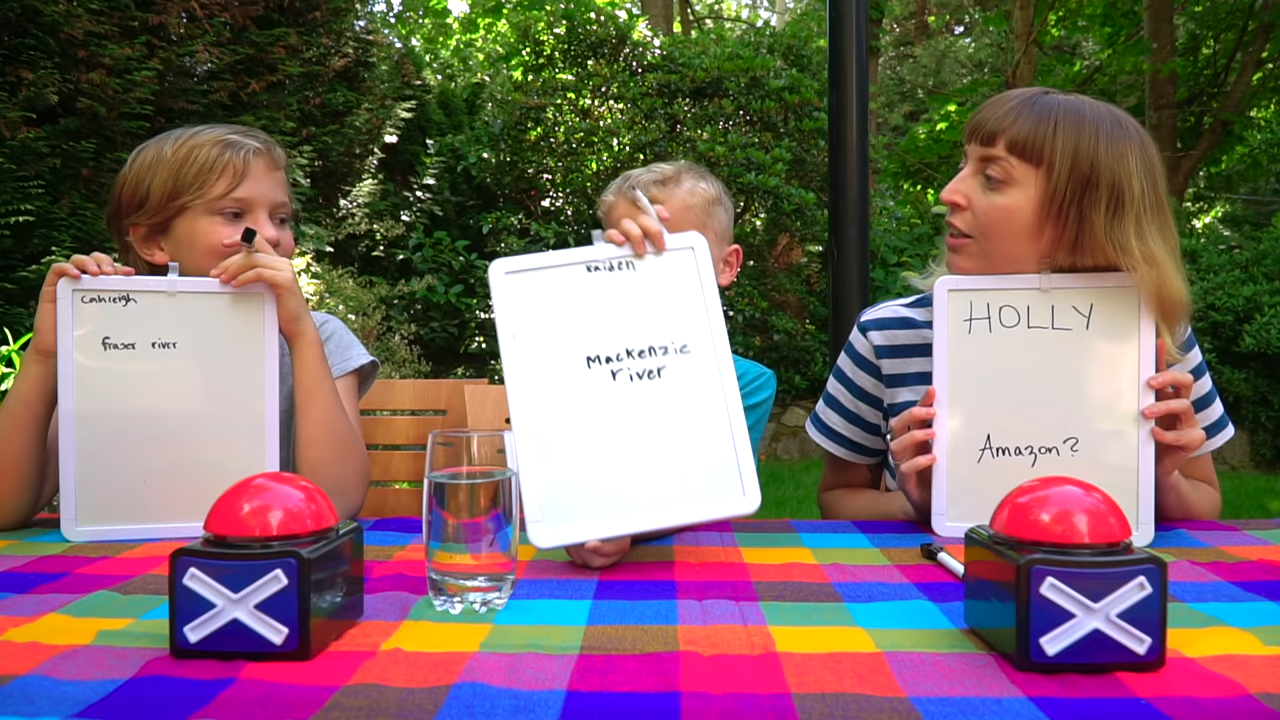 Cahleigh
fraser river
Kaiden
Mackenzie
river
HOLLY
Amazon?